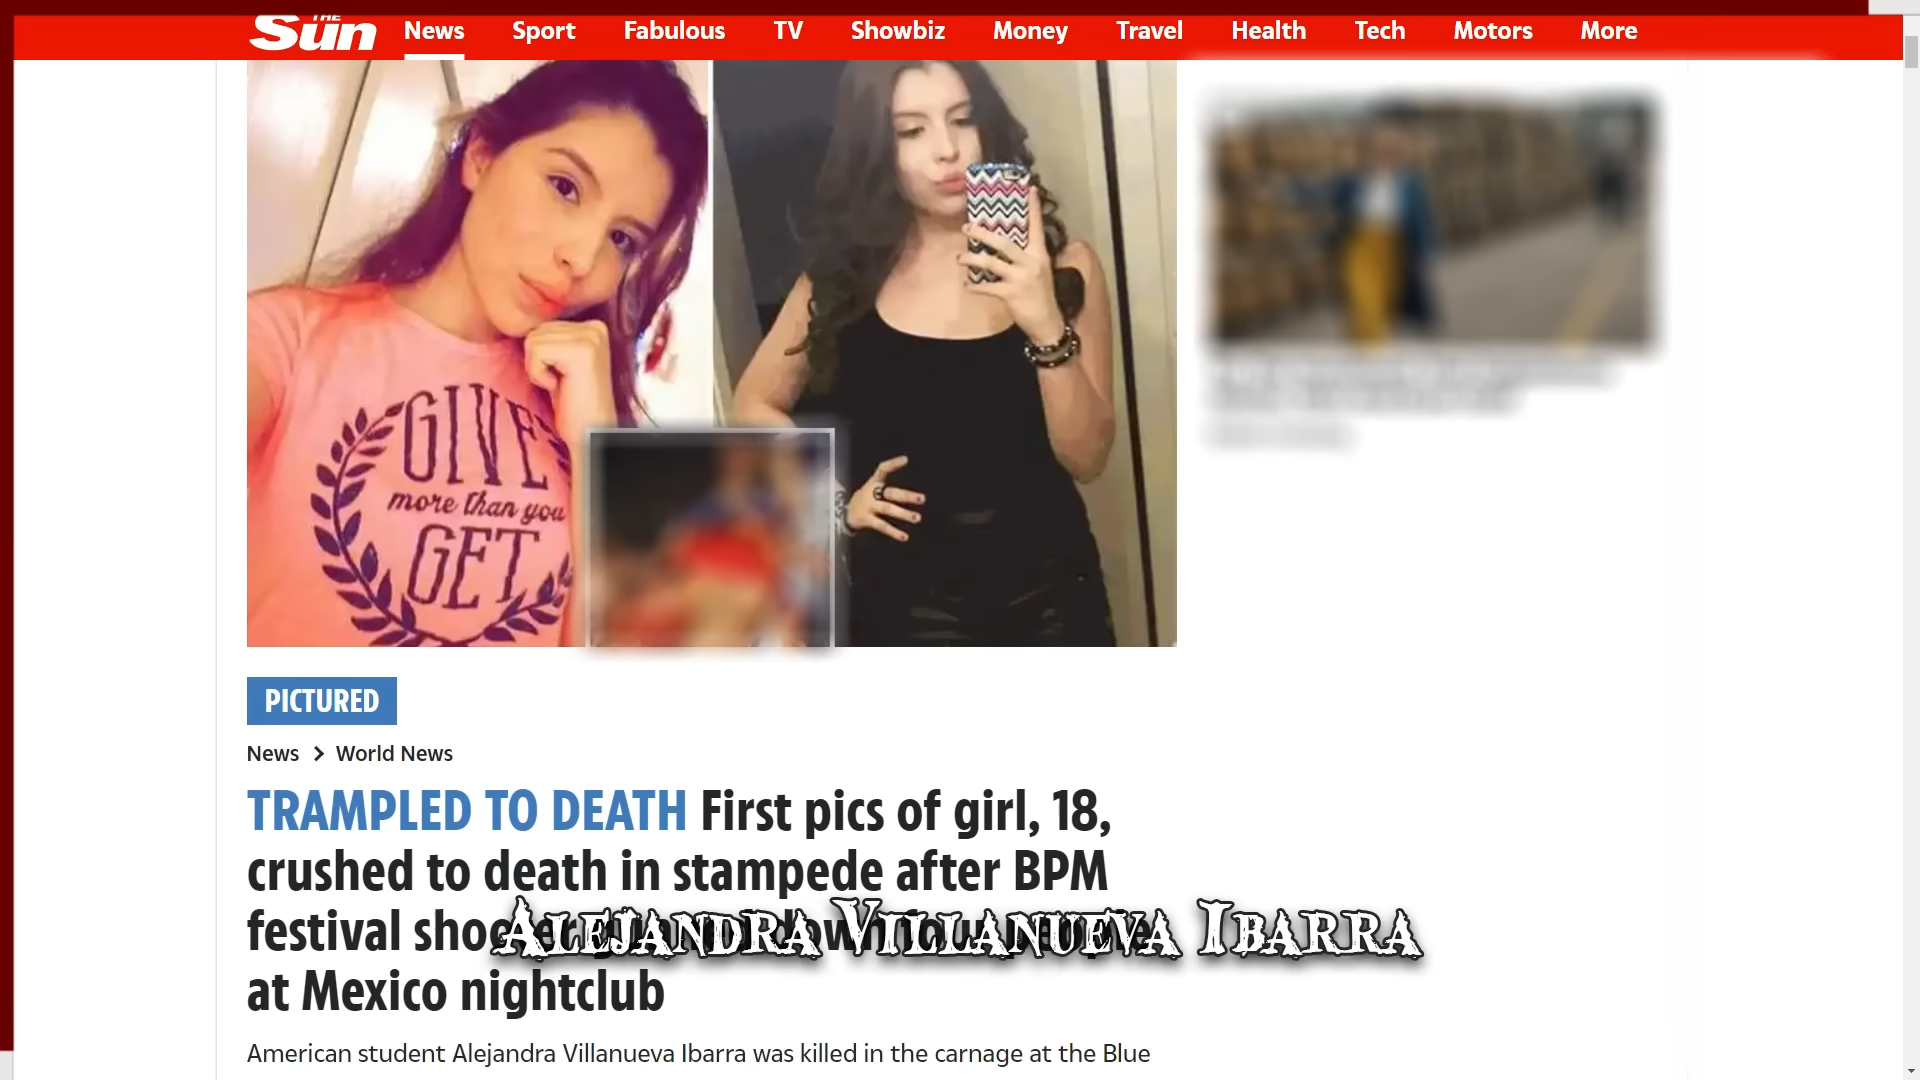 THE Sun
News Sport Fabulous TV Showbiz Money Travel Health Tech Motors More
GIVE
more than you
GET
PICTURED
News > World News
TRAMPLED TO DEATH First pics of girl, 18,
crushed to death in stampede after BPM
festival
Alejandra Villanueva Ibarra
at Mexico nightclub
American student Alejandra Villanueva Ibarra was killed in the carnage at the Blue